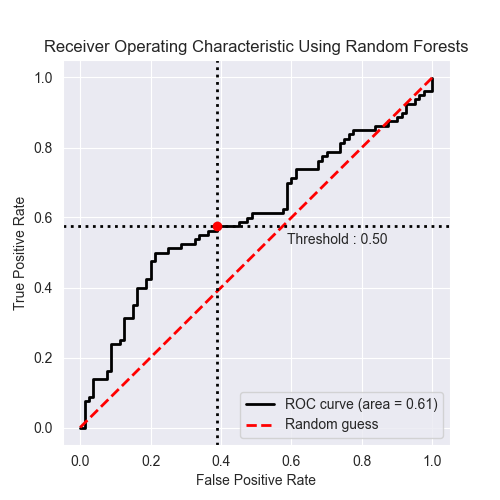 Receiver Operating Characteristic Using Random Forests
1.0
0.8
0.6
0.4
0.2
0.0
True Positive Rate
Threshold : 0.50
ROC curve (area = 0.61)
Random guess
0.0 0.2 0.4 0.6 0.8 1.0
False Positive Rate